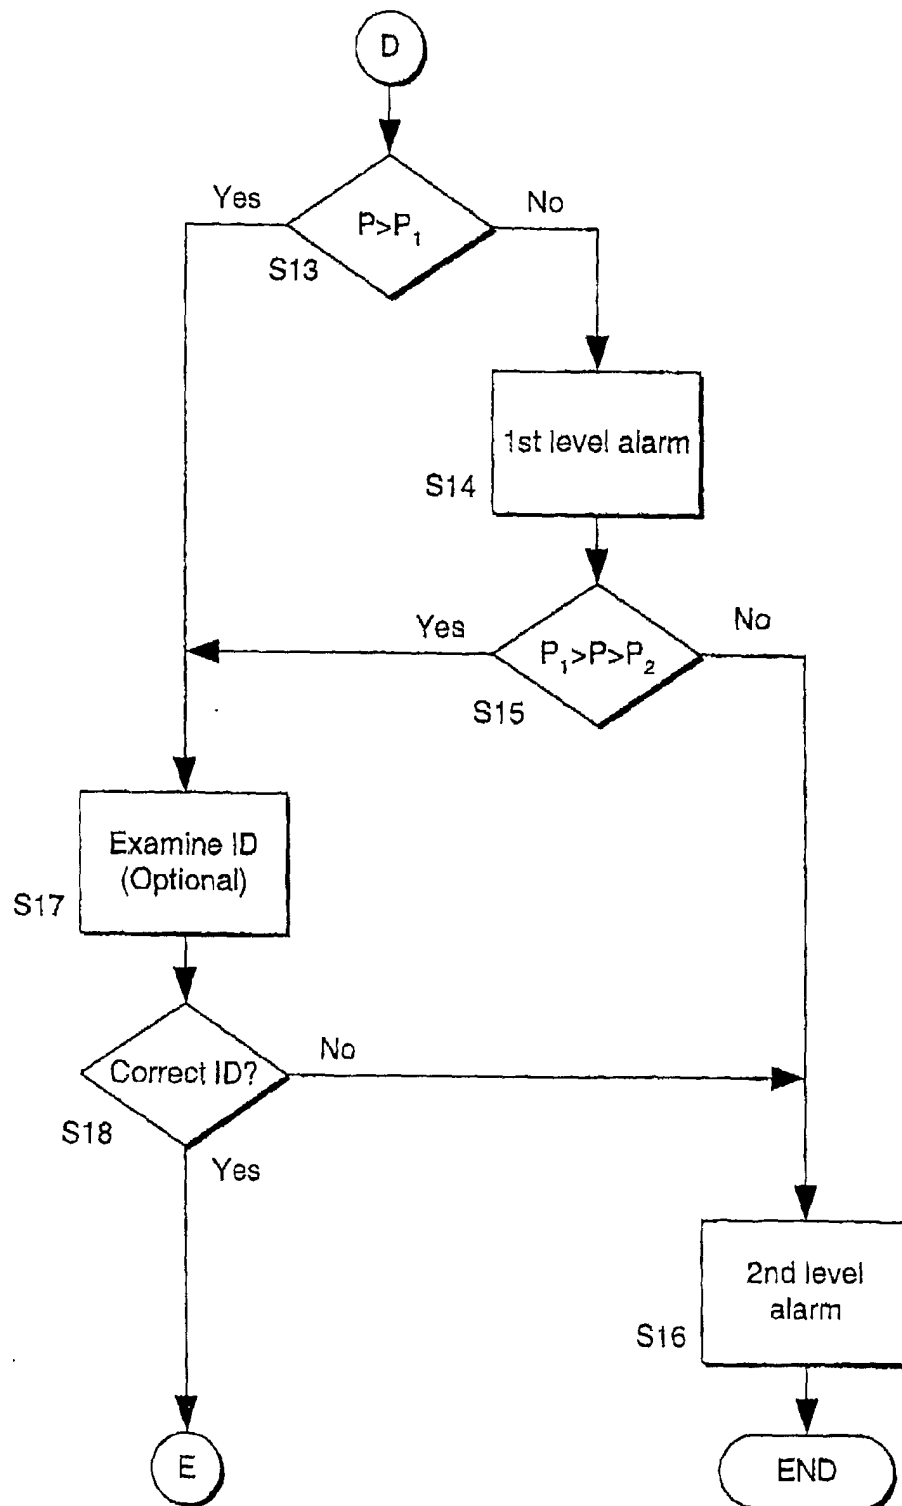 D
Yes
No
P>P1
S13
1st level alarm
S14
Yes
No
P1>P>P2
S15
Examine ID
(Optional)
S17
Correct ID?
No
S18
Yes
2nd level
alarm
S16
E
END